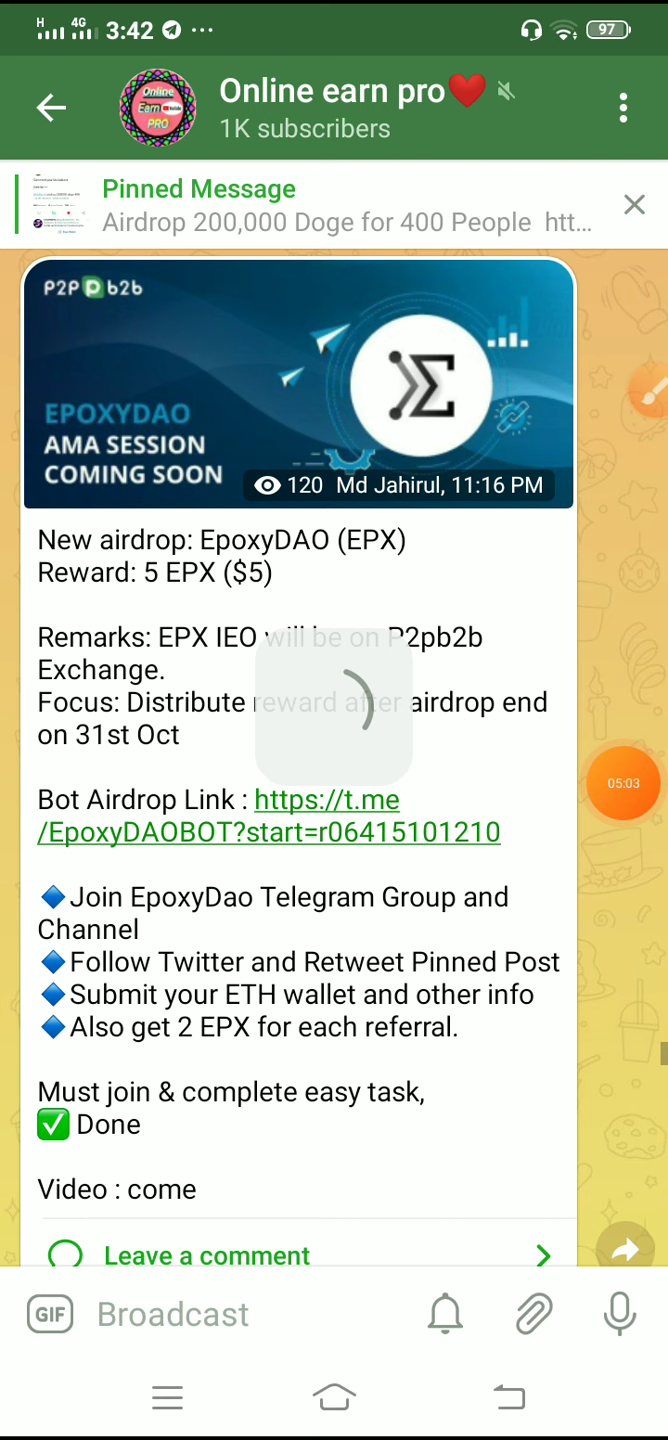 H 4G 3:42 ... 97
Online earn pro❤️
1K subscribers
Online
Earn
PRO
Pinned Message
Airdrop 200,000 Doge for 400 People htt...
P2P p b2b
EPOXYDAO
AMA SESSION
COMING SOON
120 Md Jahirul, 11:16 PM
New airdrop: EpoxyDAO (EPX)
Reward: 5 EPX ($5)
Remarks: EPX IEO will be on P2pb2b
Exchange.
Focus: Distribute reward after airdrop end
on 31st Oct
05:03
Bot Airdrop Link : https://t.me
/EpoxyDAOBOT?start=r06415101210
🔷Join EpoxyDao Telegram Group and
Channel
🔷Follow Twitter and Retweet Pinned Post
🔷Submit your ETH wallet and other info
🔷Also get 2 EPX for each referral.
Must join & complete easy task,
✅ Done
Video : come
Leave a comment
GIF Broadcast